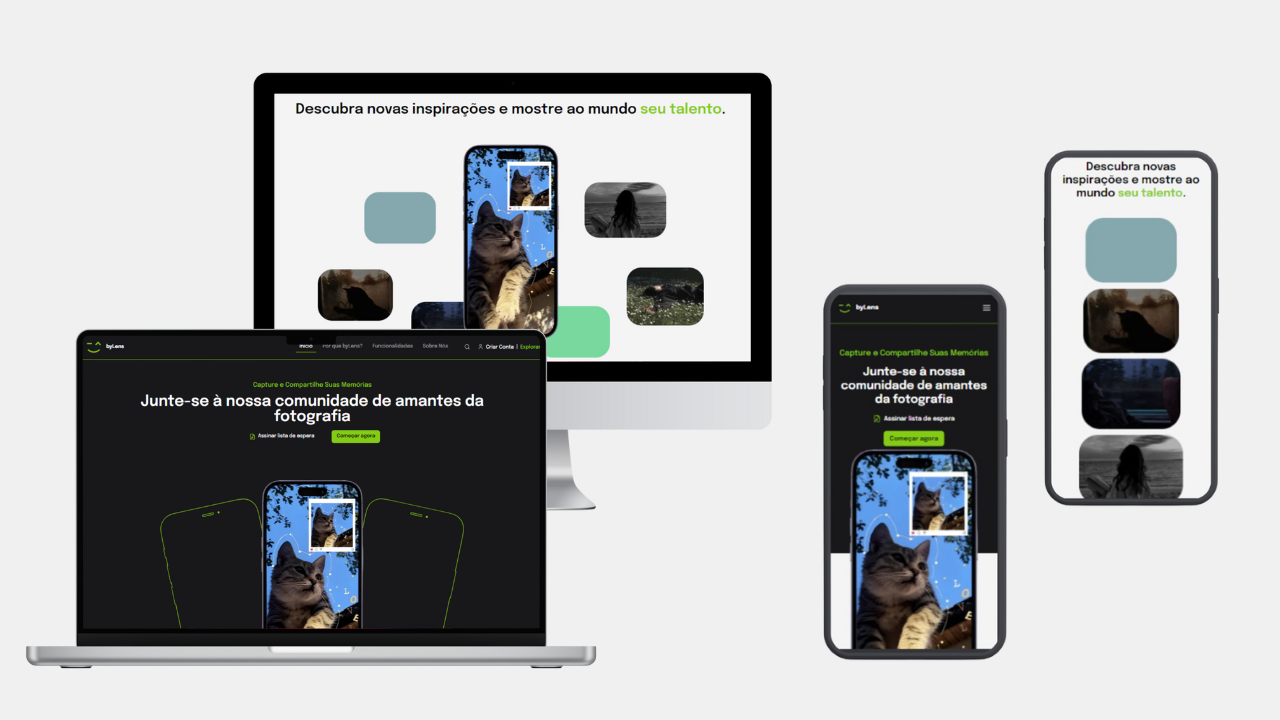 Descubra novas inspirações e mostre ao mundo seu talento.
byLens
Início Por que byLens? Funcionalidades Sobre Nós Criar Conta | Explorar
Capture e Compartilhe Suas Memórias
Junte-se à nossa comunidade de amantes da
fotografia
Assinar lista de espera Começar agora
byLens
Capture e Compartilhe Suas Memórias
Junte-se à nossa
comunidade de amantes
da fotografia
Assinar lista de espera
Começar agora
Descubra novas
inspirações e mostre ao
mundo seu talento.